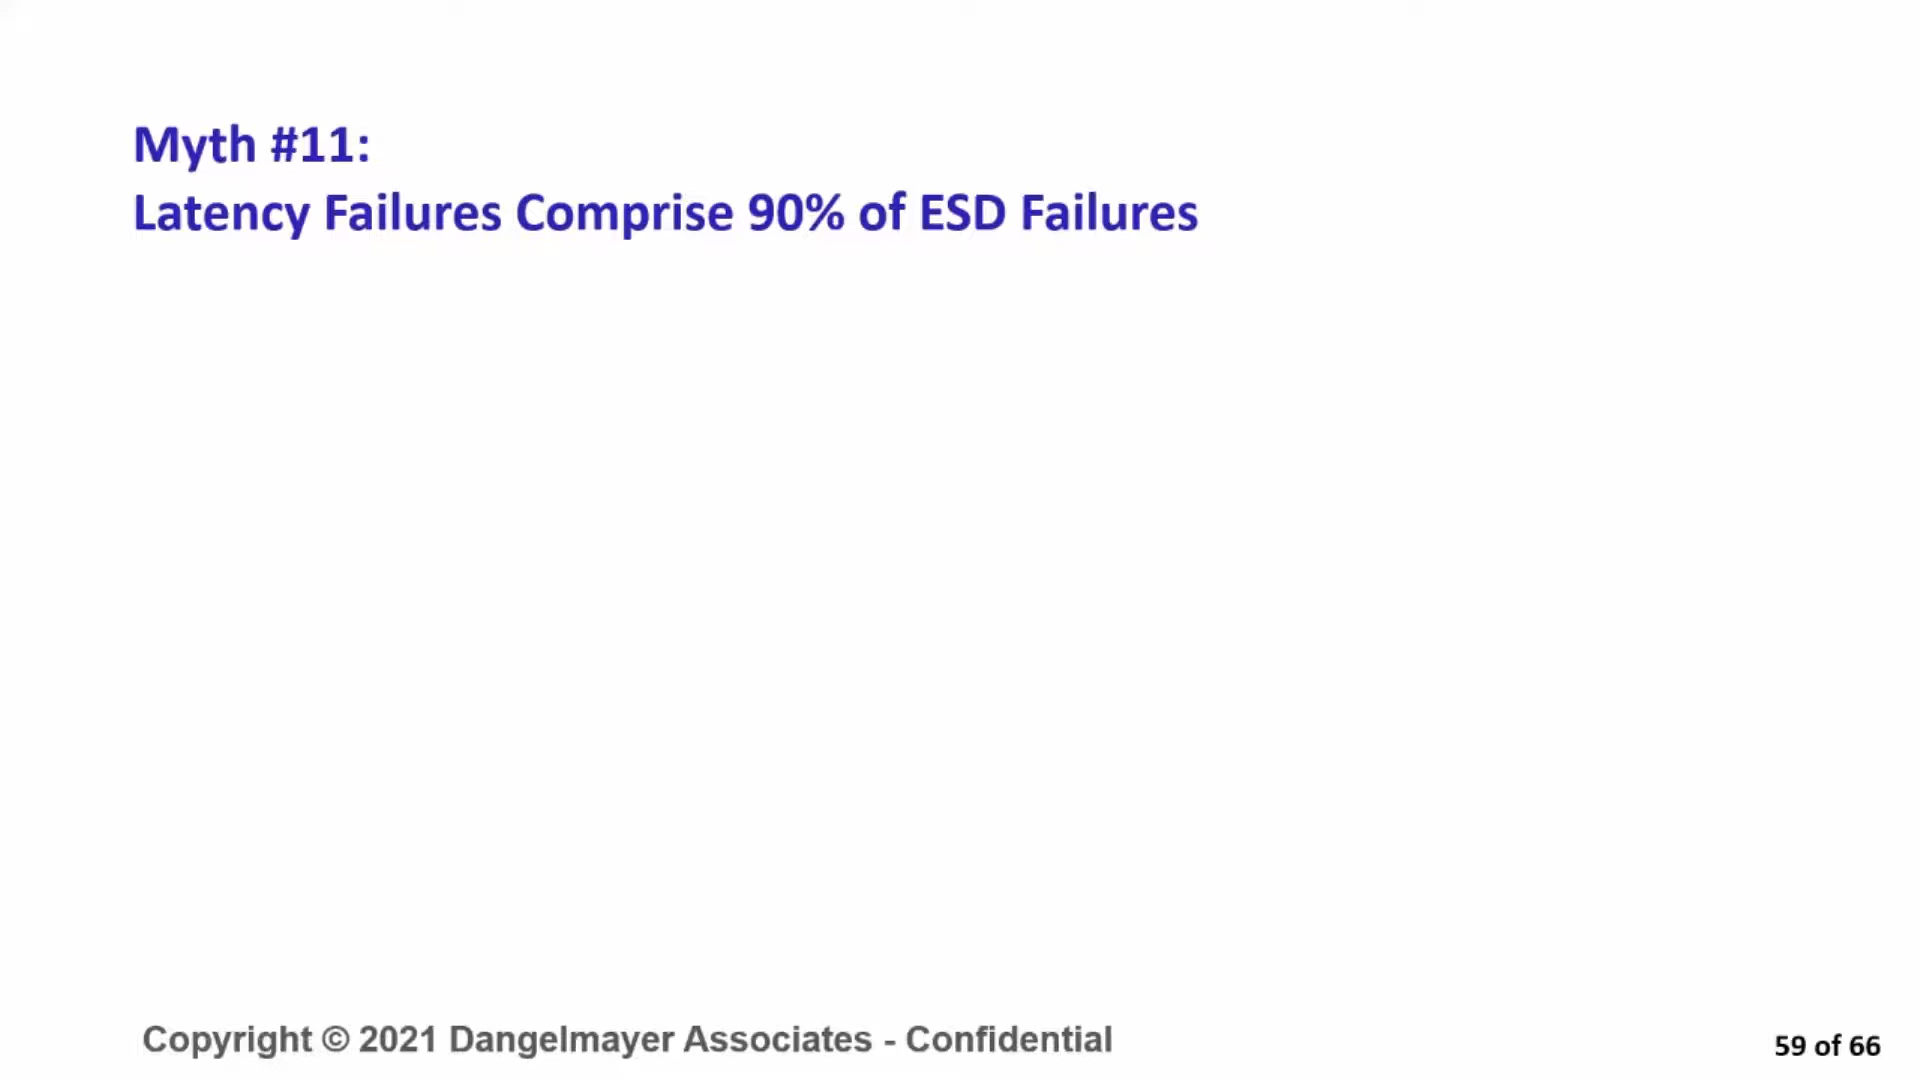 Myth #11:
Latency Failures Comprise 90% of ESD Failures
Copyright © 2021 Dangelmayer Associates - Confidential
59 of 66